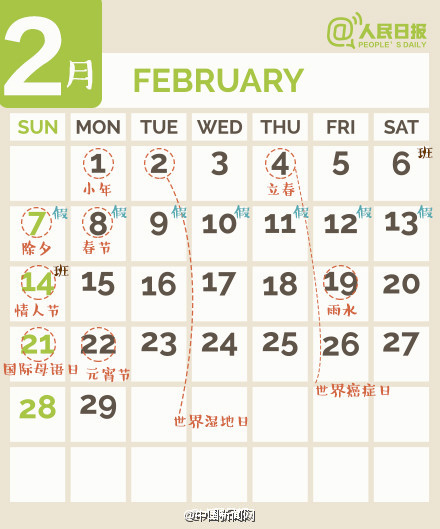 2月
@人民日报
PEOPLE'S DAILY
FEBRUARY
SUN MON TUE WED THU FRI SAT
1 2 3 4 5 6 班
小年 立春
7 假 8 假 9 假 10 假 11 假 12 假 13 假
除夕 春节
14 班 15 16 17 18 19 20
情人节 雨水
21 22 23 24 25 26 27
国际母语日 元宵节
世界癌症日
28 29
世界湿地日
@中国新闻网